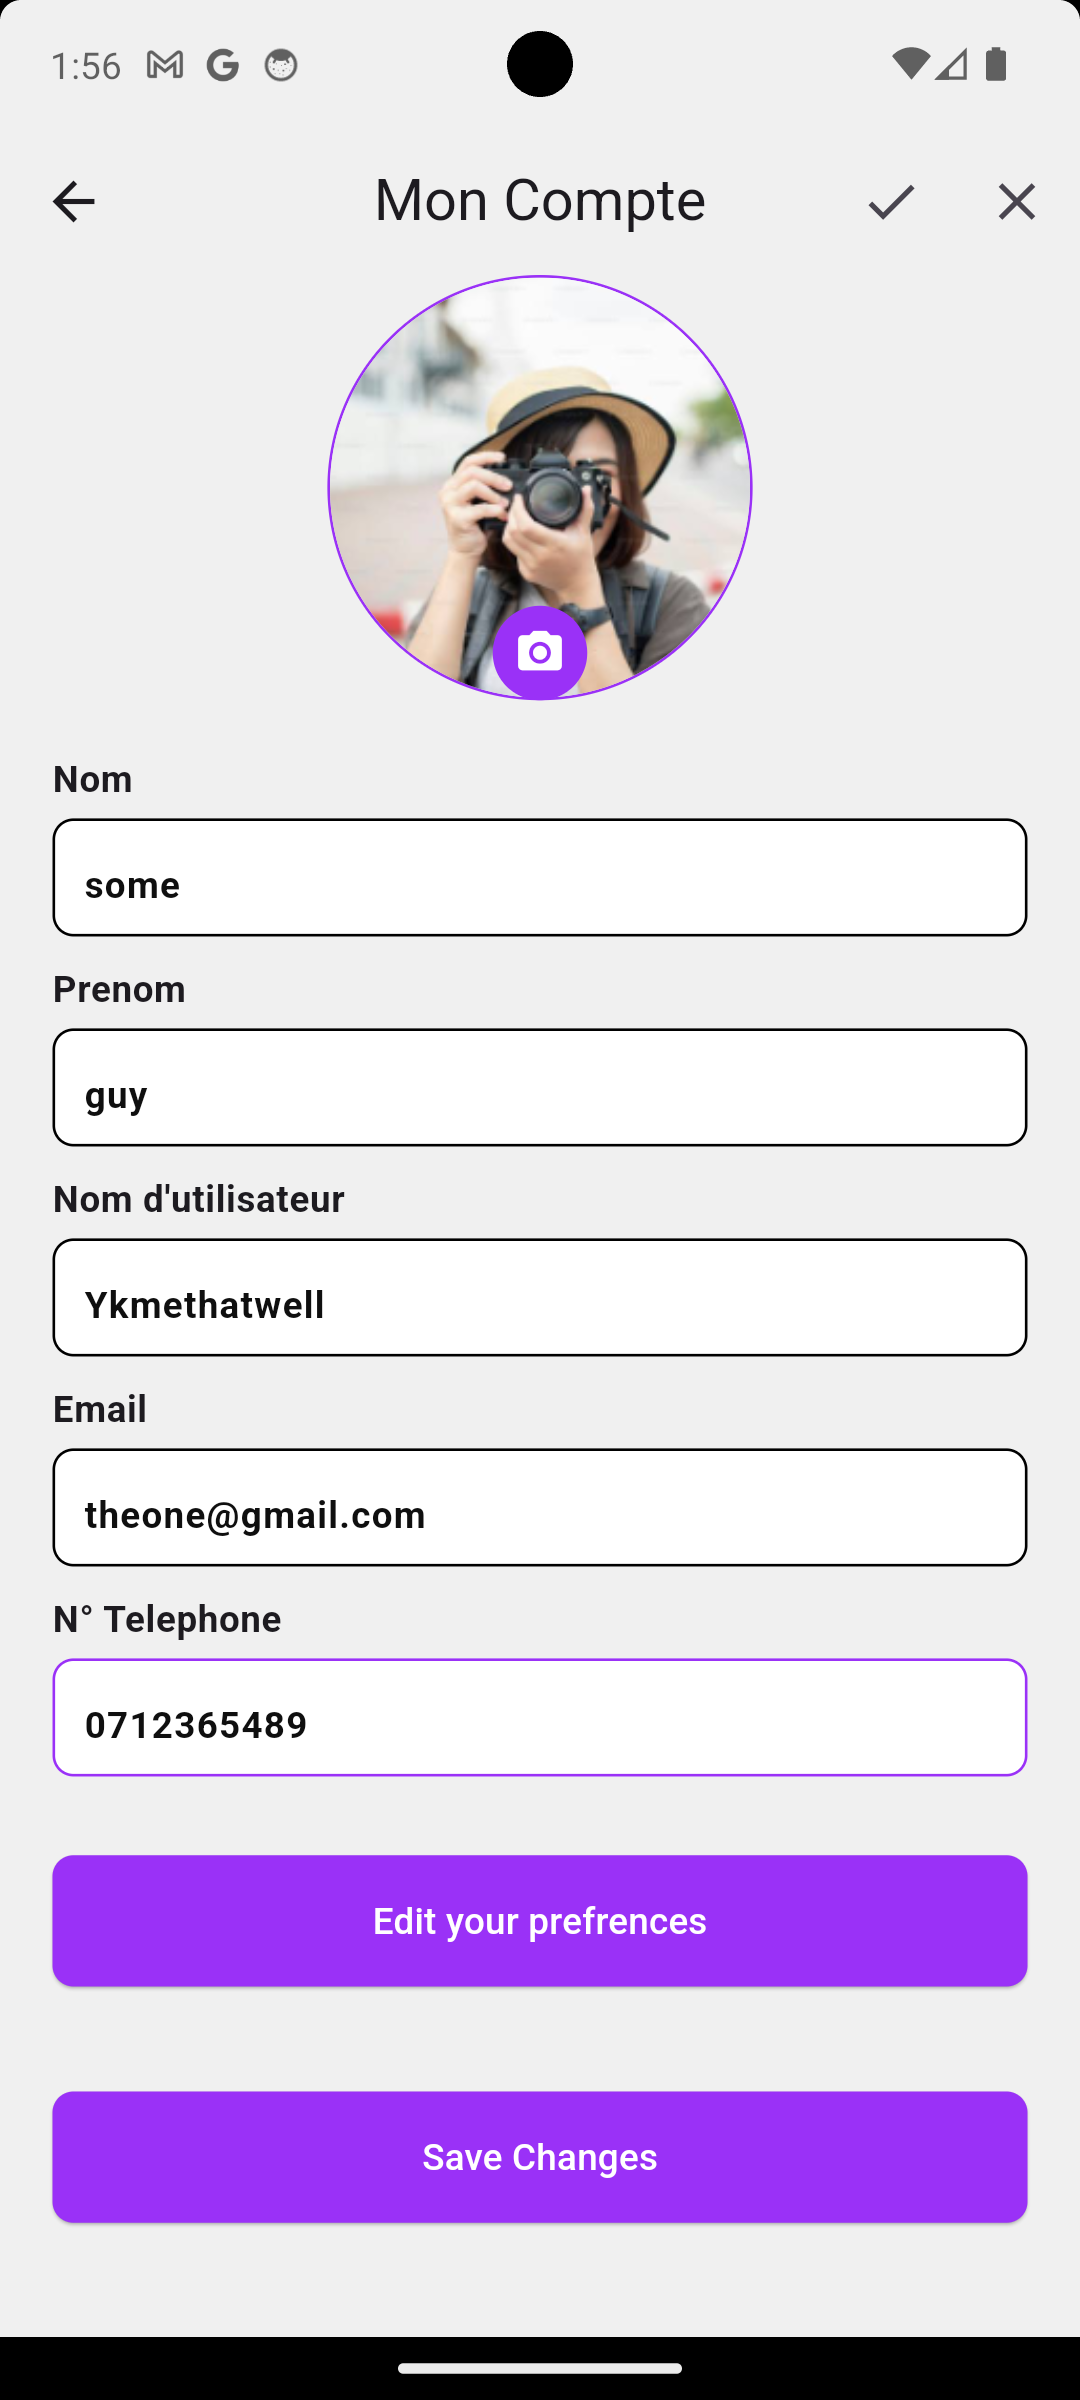 1:56
Mon Compte
Nom
some
Prenom
guy
Nom d'utilisateur
Ykmethatwell
Email
theone@gmail.com
N° Telephone
0712365489
Edit your prefrences
Save Changes